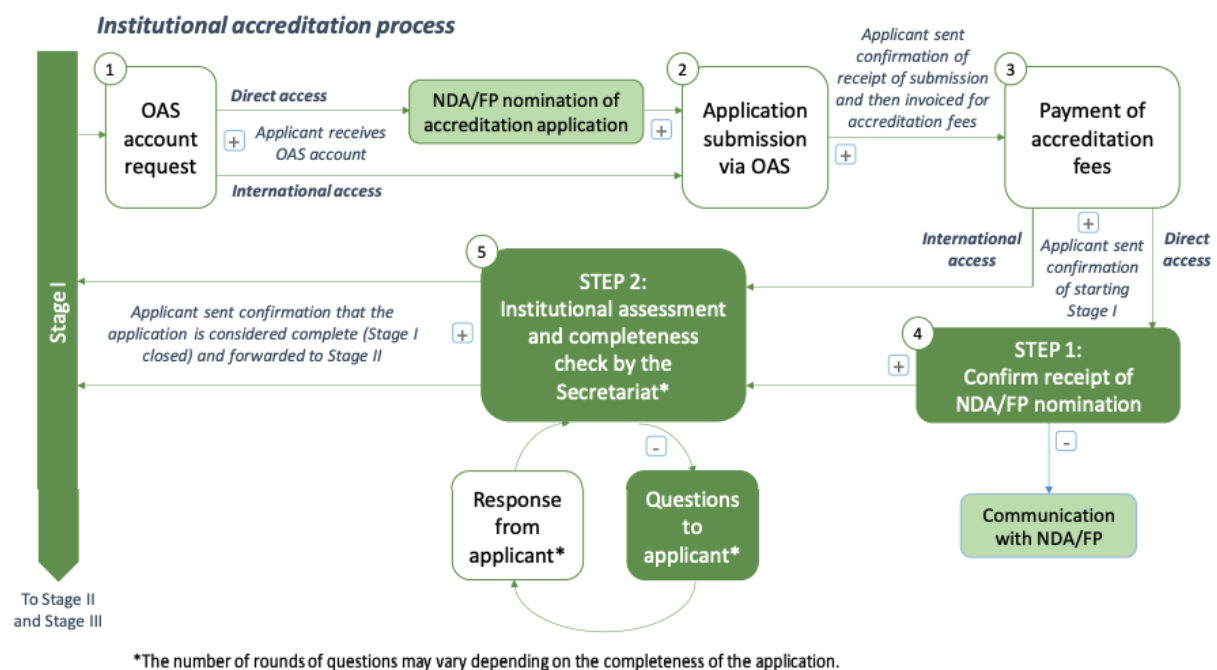 Institutional accreditation process
Stage I
1
OAS
account
request
Direct access
+
Applicant receives
OAS account
International access
NDA/FP nomination of
accreditation application
+
2
Application
submission
via OAS
Applicant sent
confirmation of
receipt of submission
and then invoiced for
accreditation fees
+
3
Payment of
accreditation
fees
International
access
+
Applicant sent
confirmation
of starting
Stage I
Direct
access
4
STEP 1:
Confirm receipt of
NDA/FP nomination
+
-
Communication
with NDA/FP
5
STEP 2:
Institutional assessment
and completeness
check by the
Secretariat*
Applicant sent confirmation that the
application is considered complete (Stage I
closed) and forwarded to Stage II
+
-
Questions
to
applicant*
Response
from
applicant*
To Stage II
and Stage III
*The number of rounds of questions may vary depending on the completeness of the application.